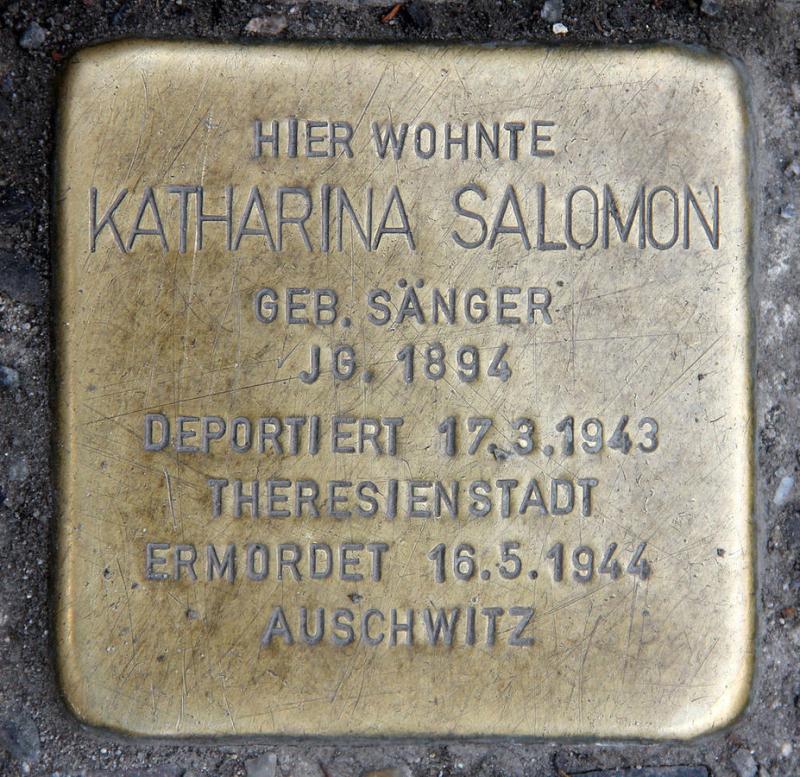 HIER WOHNTE
KATHARINA SALOMON
GEB. SÄNGER
JG. 1894
DEPORTIERT 17.3.1943
THERESIENSTADT
ERMORDET 16.5.1944
AUSCHWITZ